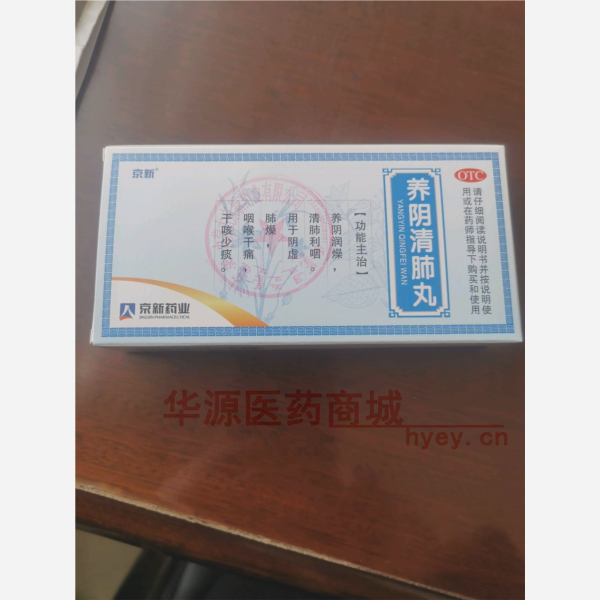 京新
OTC
请仔细阅读说明书并按说明使
用或在药师指导下购买和使用
养阴清肺丸
YANGYIN QINGFEI WAN
【功能主治】
养阴润燥，
清肺利咽。
用于阴虚
肺燥
咽喉干痛，
干咳少痰。
京新药业
JINGXIN PHARMACEUTICAL
华源医药商城
hyey.cn